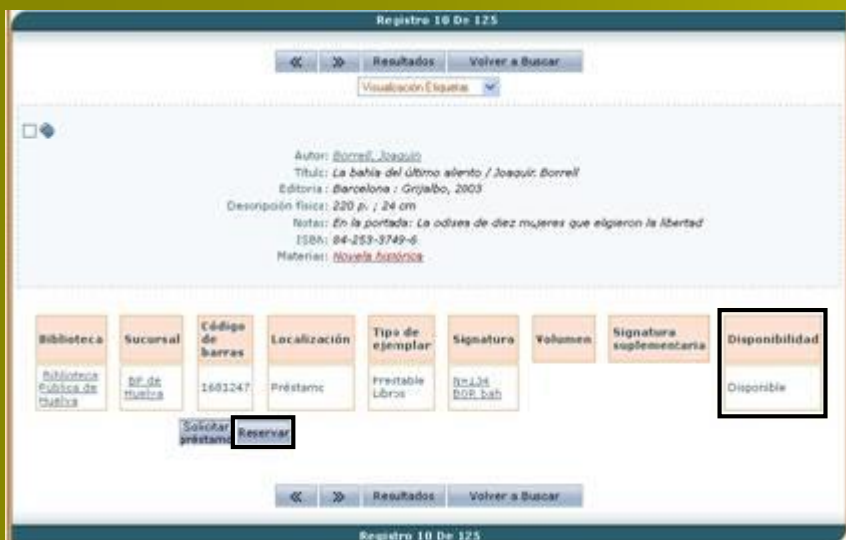 Registro 10 De 125
« » Resultados Volver a Buscar
Visualización Etiquetas
Autor: Borrell, Joaquín
Título: La bahía del último aliento / Joaquín Borrell
Editoria: Barcelona : Grijalbo, 2003
Descripción física: 220 p. ; 24 cm
Notas: En la portada: La odisea de diez mujeres que eligieron la libertad
ISBN: 84-253-3749-6
Materias: Novela histórica
Biblioteca Sucursal Código de barras Localización Tipo de ejemplar Signatura Volumen Signatura suplementaria Disponibilidad
Biblioteca Pública de Huelva BP de Huelva 1601247 Préstamo Prestable Libros BOR bah Disponible
Solicitar préstamo Reservar
« » Resultados Volver a Buscar
Registro 10 De 125